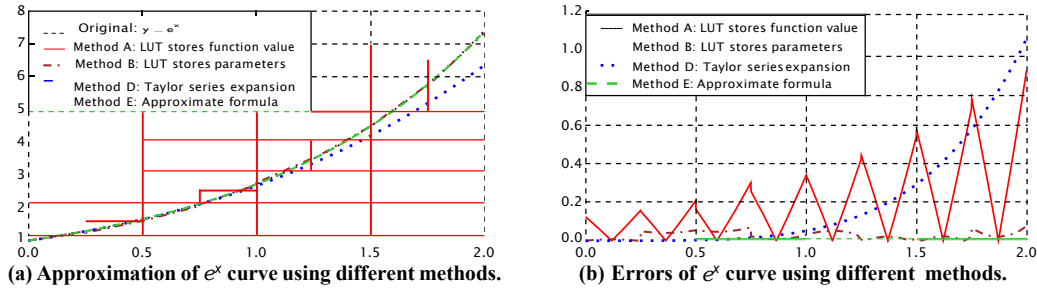 8
7
6
5
4
3
2
1
0.0
0.5
1.0
1.5
2.0
Original: y = eˣ
Method A: LUT stores function value
Method B: LUT stores parameters
Method D: Taylor series expansion
Method E: Approximate formula
(a) Approximation of eˣ curve using different methods.
1.2
1.0
0.8
0.6
0.4
0.2
0.0
0.0
0.5
1.0
1.5
2.0
Method A: LUT stores function value
Method B: LUT stores parameters
Method D: Taylor series expansion
Method E: Approximate formula
(b) Errors of eˣ curve using different methods.